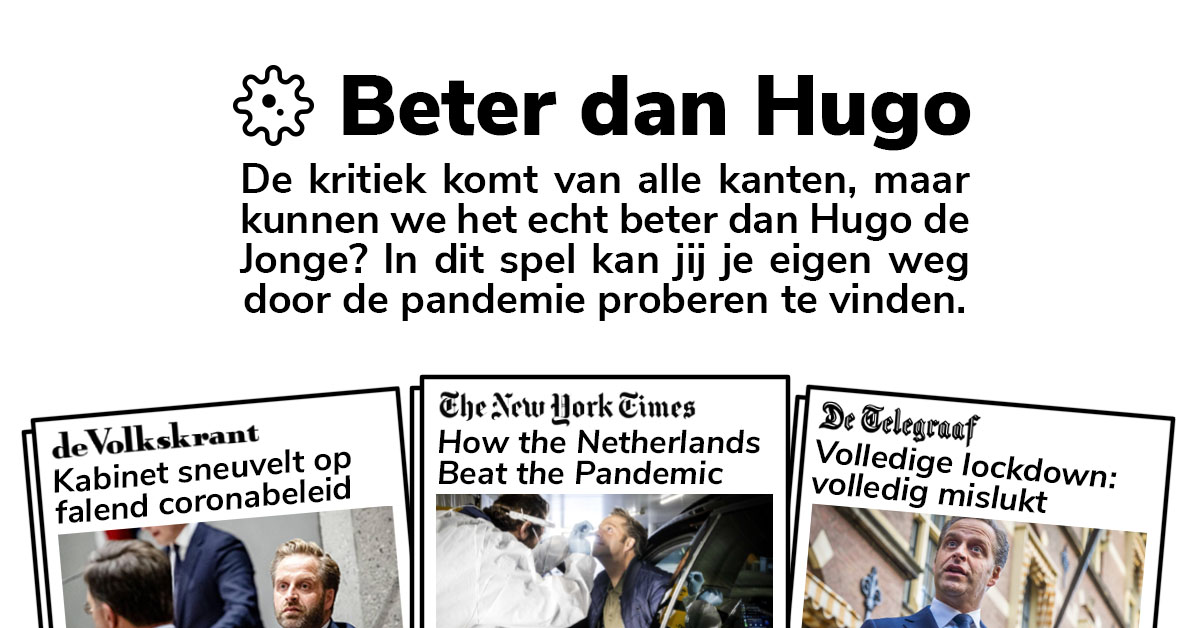 Beter dan Hugo
De kritiek komt van alle kanten, maar
kunnen we het echt beter dan Hugo de
Jonge? In dit spel kan jij je eigen weg
door de pandemie proberen te vinden.
de Volkskrant
Kabinet sneuvelt op
falend coronabeleid
The New York Times
How the Netherlands
Beat the Pandemic
De Telegraaf
Volledige lockdown:
volledig mislukt